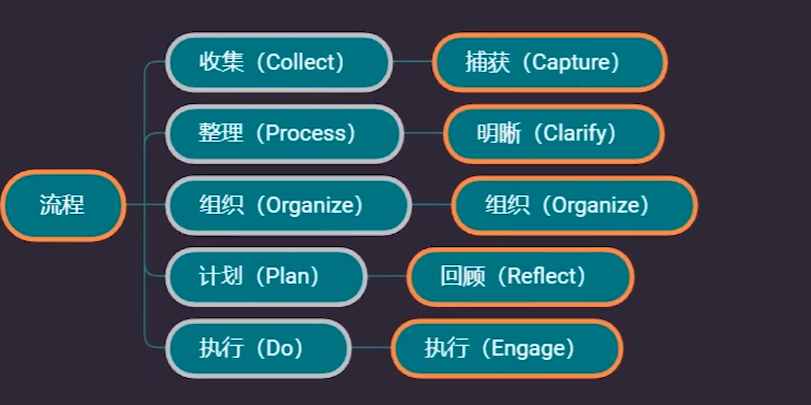 收集（Collect）
捕获（Capture）
整理（Process）
明晰（Clarify）
流程
组织（Organize）
组织（Organize）
计划（Plan）
回顾（Reflect）
执行（Do）
执行（Engage）